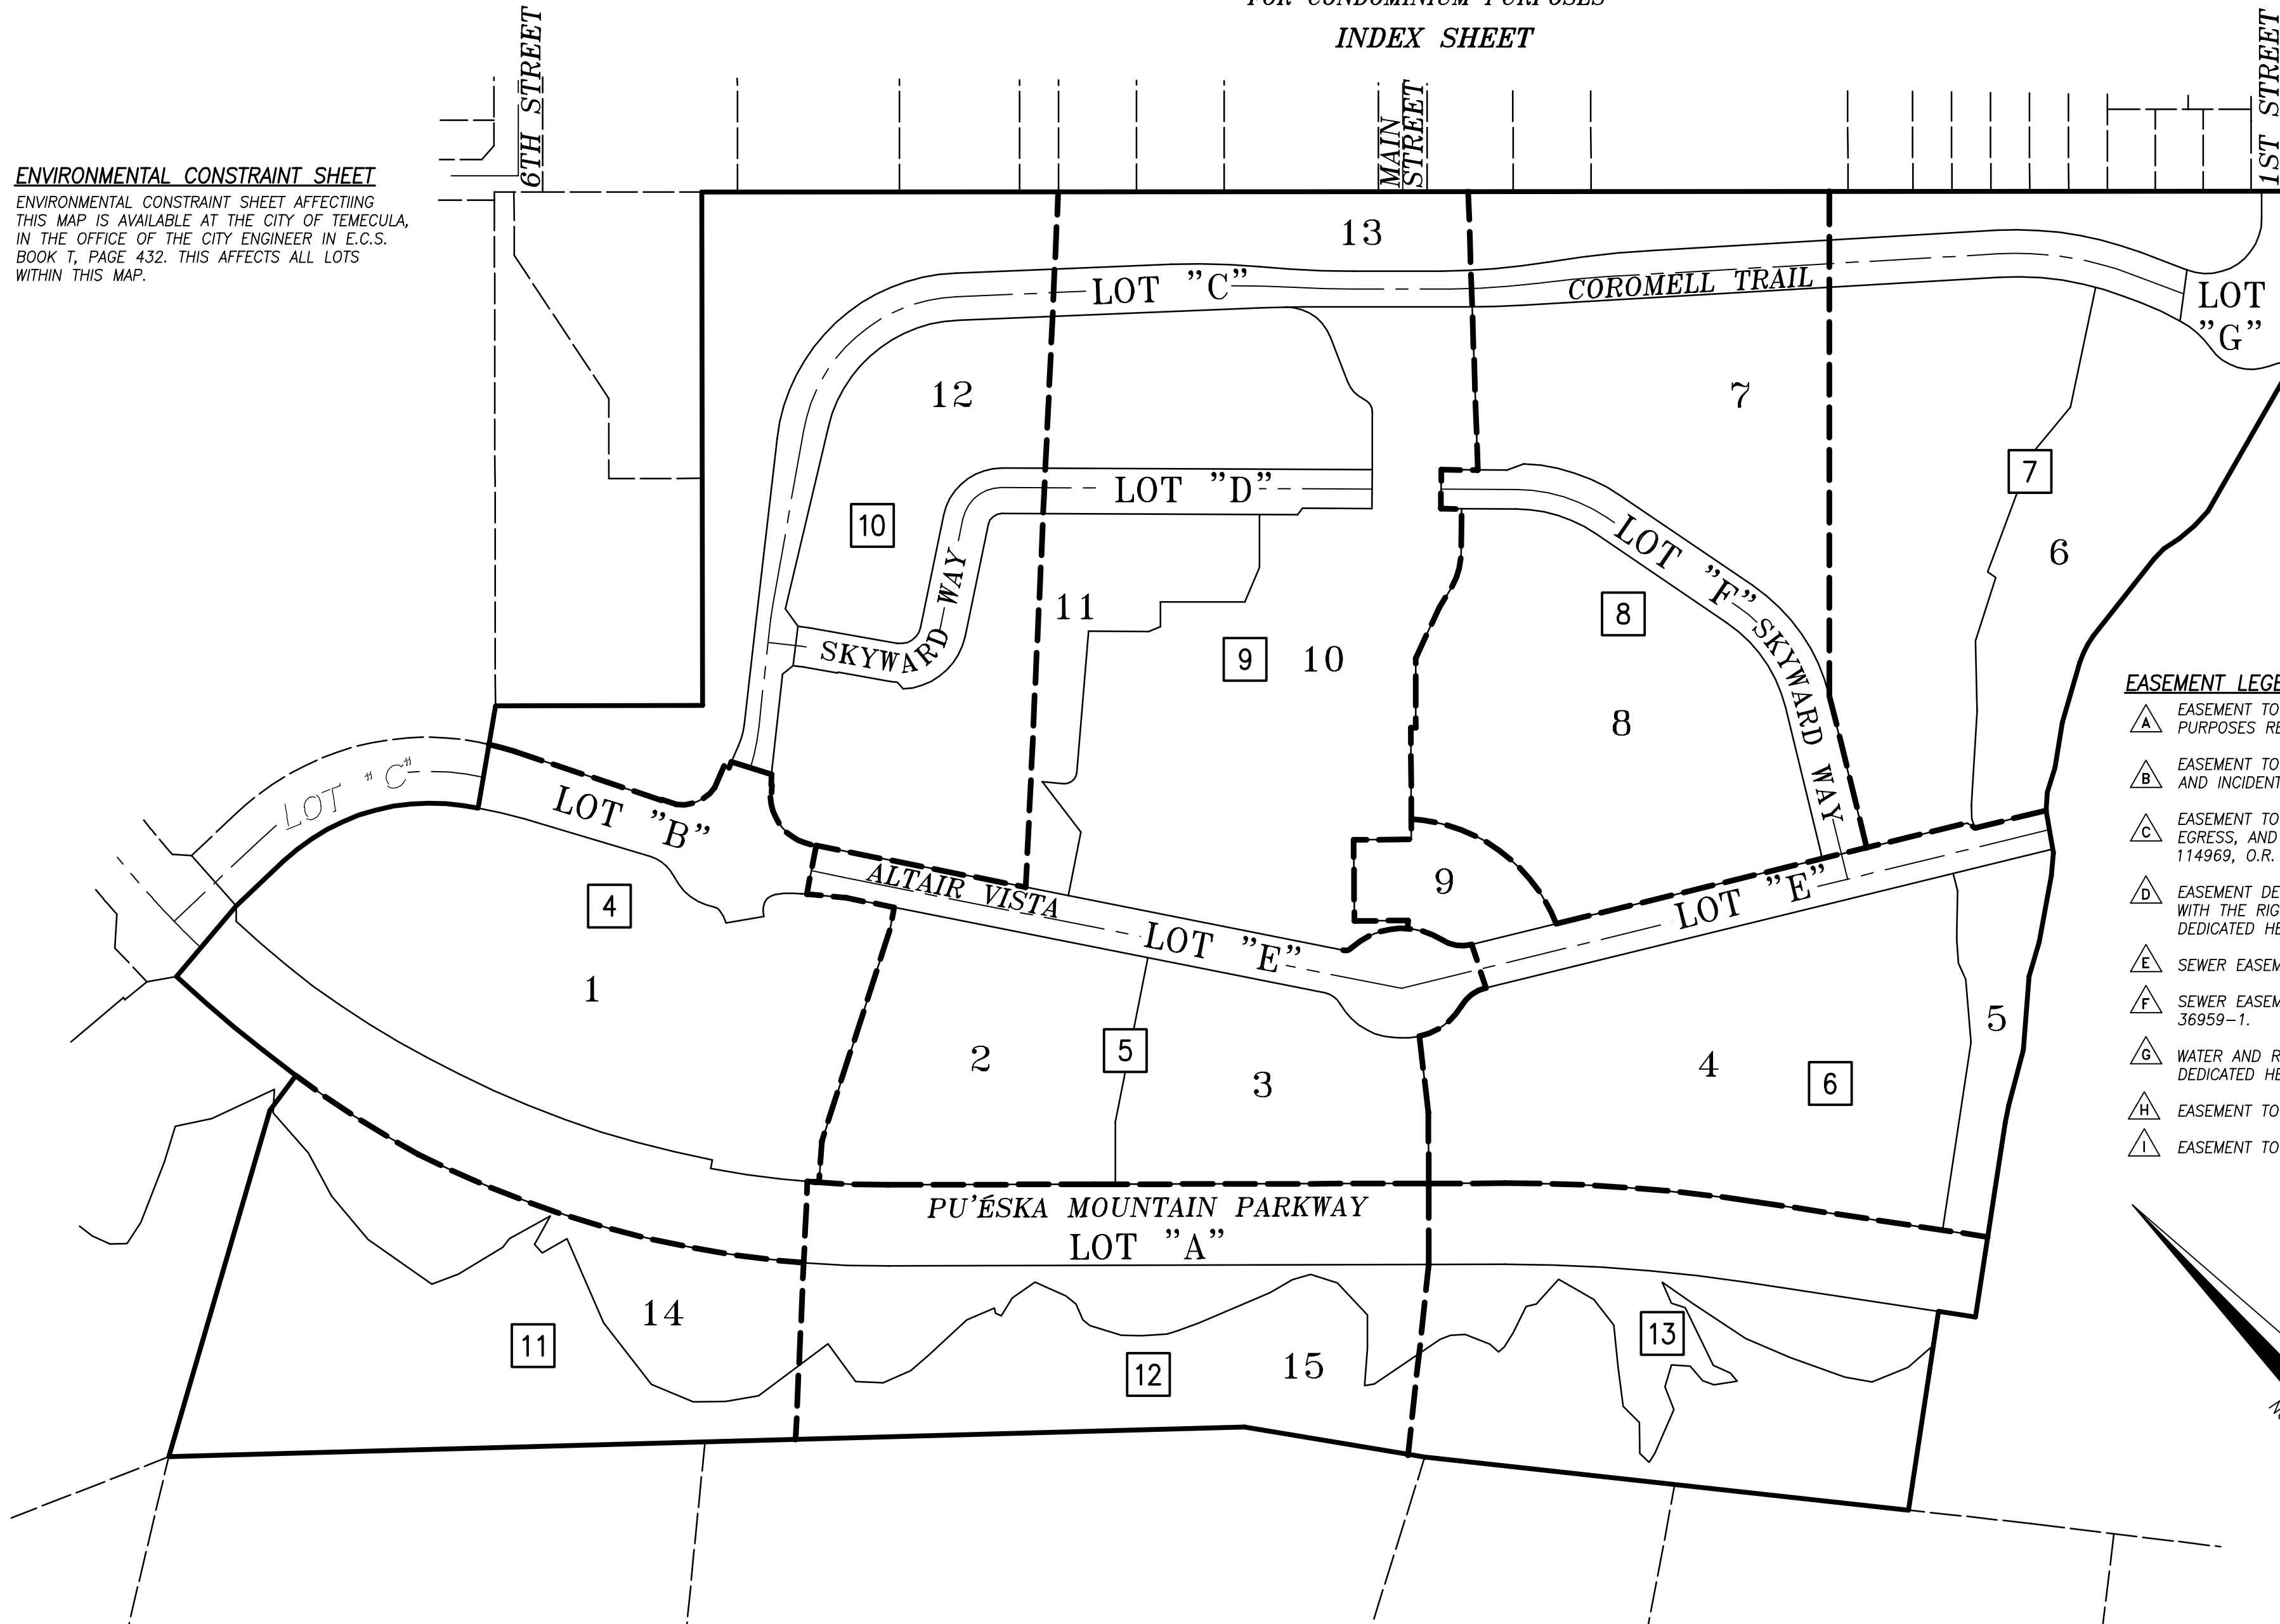 FOR CONDOMINIUM PURPOSES
INDEX SHEET
6TH STREET
MAIN
STREET
1ST STREET
ENVIRONMENTAL CONSTRAINT SHEET
ENVIRONMENTAL CONSTRAINT SHEET AFFECTIING
THIS MAP IS AVAILABLE AT THE CITY OF TEMECULA,
IN THE OFFICE OF THE CITY ENGINEER IN E.C.S.
BOOK T, PAGE 432. THIS AFFECTS ALL LOTS
WITHIN THIS MAP.
13
LOT "C"
COROMELL TRAIL
LOT
"G"
12
7
7
LOT "D"
10
LOT "F"
6
SKYWARD WAY
11
8
9
10
SKYWARD WAY
8
LOT "C"
LOT "B"
ALTAIR VISTA
9
LOT "E"
LOT "E"
4
1
2
5
3
4
6
5
PU'ÉSKA MOUNTAIN PARKWAY
LOT "A"
14
11
12
15
13
EASEMENT LEGE
A EASEMENT TO
PURPOSES RE
B EASEMENT TO
AND INCIDENT
C EASEMENT TO
EGRESS, AND
114969, O.R.
D EASEMENT DE
WITH THE RIG
DEDICATED HE
E SEWER EASEM
F SEWER EASEM
36959-1.
G WATER AND R
DEDICATED HE
H EASEMENT TO
I EASEMENT TO